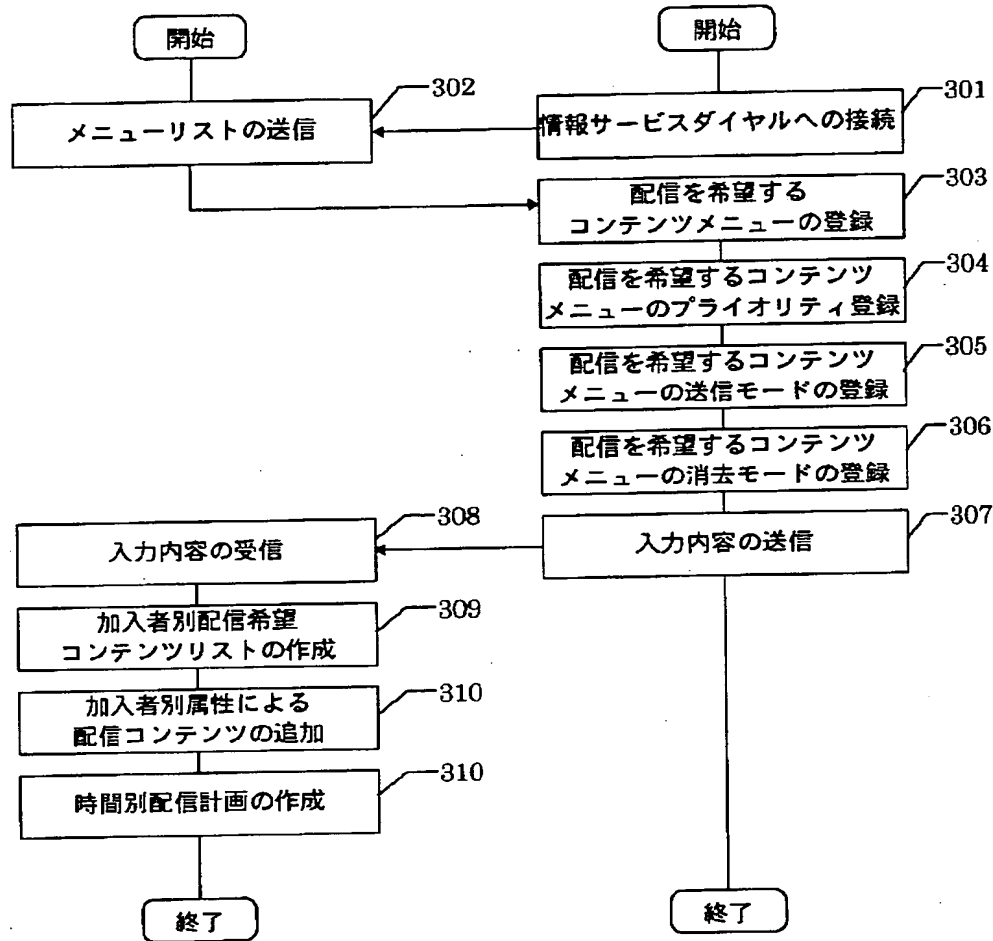 開始
開始
302
301
メニューリストの送信
情報サービスダイヤルへの接続
303
配信を希望する
コンテンツメニューの登録
304
配信を希望するコンテンツ
メニューのプライオリティ登録
305
配信を希望するコンテンツ
メニューの送信モードの登録
306
配信を希望するコンテンツ
メニューの消去モードの登録
308
307
入力内容の受信
入力内容の送信
309
加入者別配信希望
コンテンツリストの作成
310
加入者別属性による
配信コンテンツの追加
310
時間別配信計画の作成
終了
終了